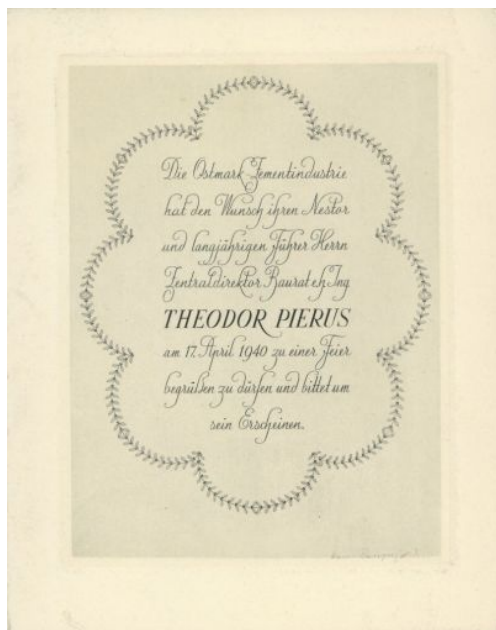 Die Ostmark Zementindustrie
hat den Wunsch ihren Nestor
und langjährigen Führer Herrn
Zentraldirektor Baurat eh. Ing
THEODOR PIERUS
am 17. April 1940 zu einer Feier
begrüßen zu dürfen und bittet um
sein Erscheinen.